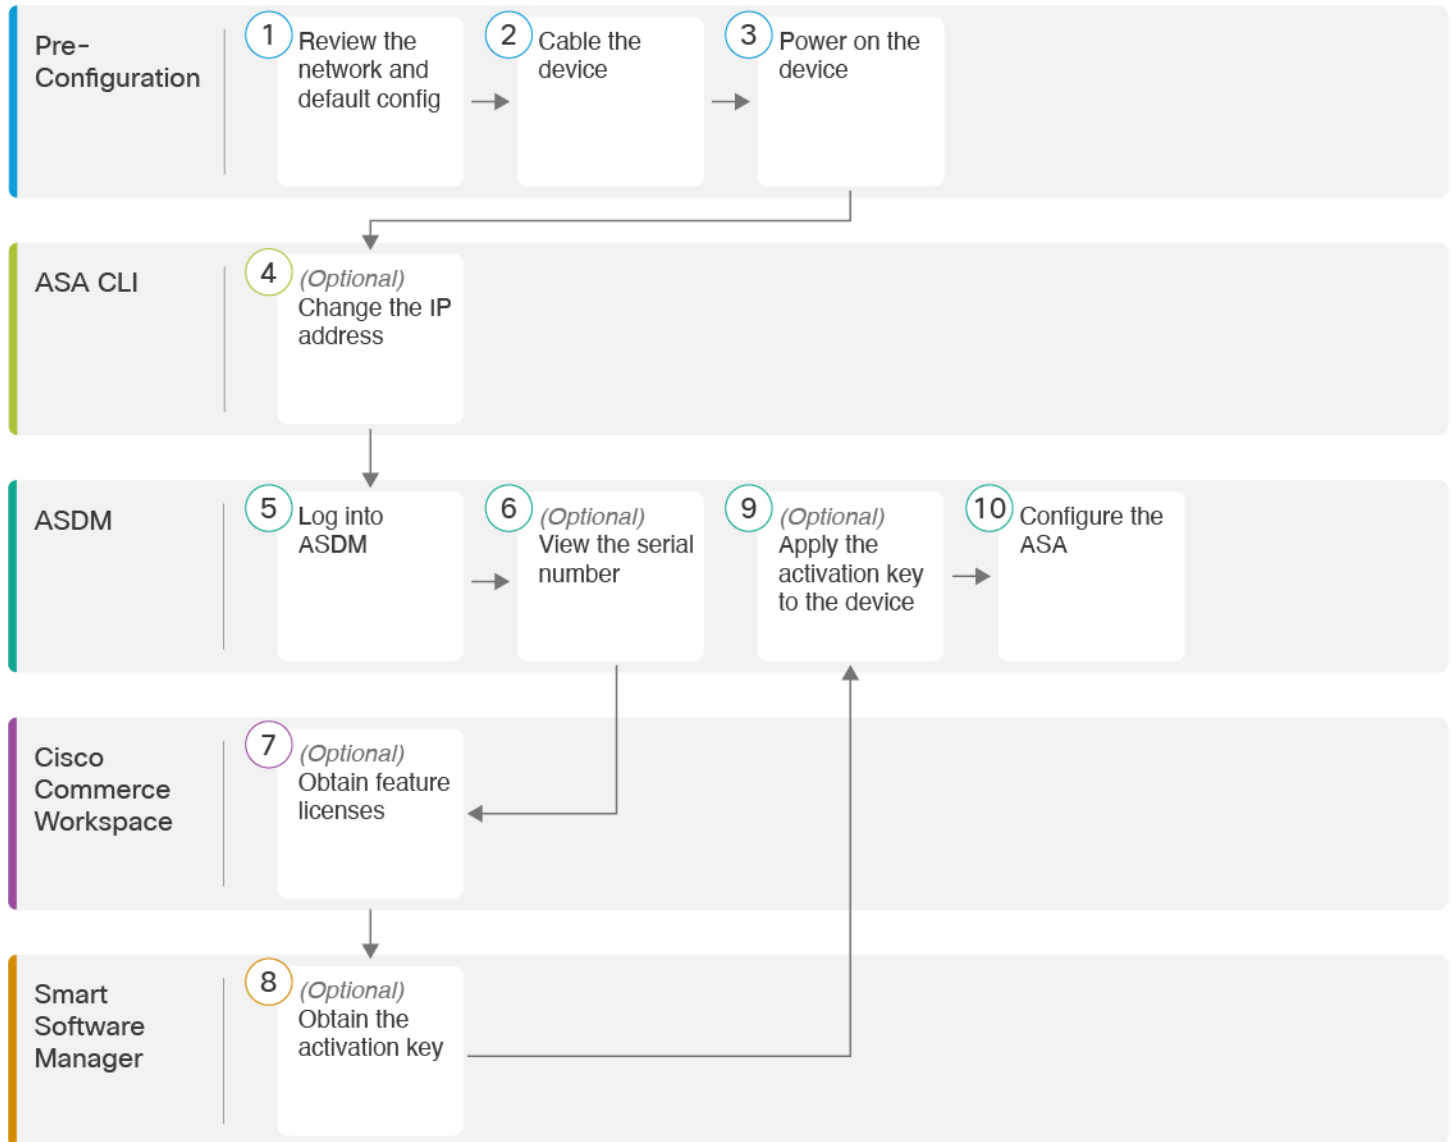 Pre-
Configuration
1
Review the
network and
default config
2
Cable the
device
3
Power on the
device
ASA CLI
4
(Optional)
Change the IP
address
ASDM
5
Log into
ASDM
6
(Optional)
View the serial
number
9
(Optional)
Apply the
activation key
to the device
10
Configure the
ASA
Cisco
Commerce
Workspace
7
(Optional)
Obtain feature
licenses
Smart
Software
Manager
8
(Optional)
Obtain the
activation key